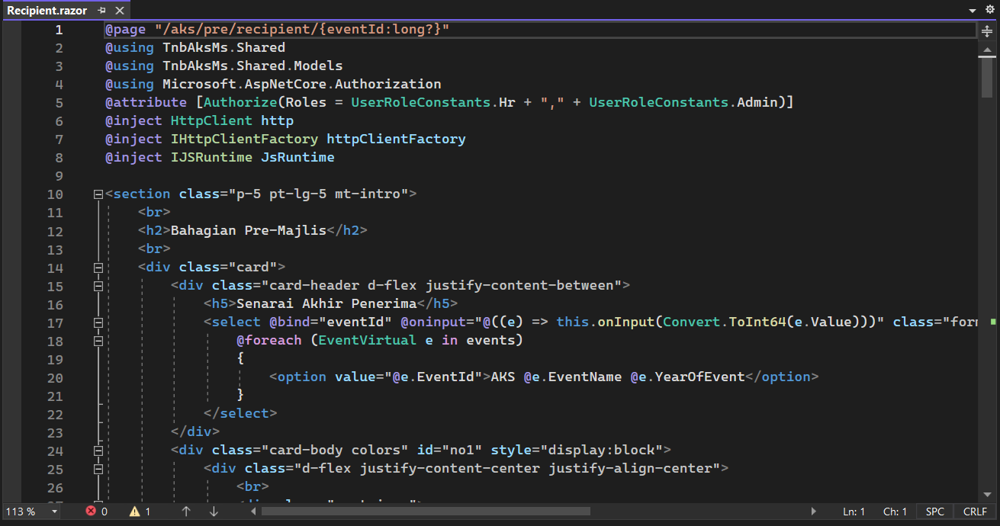 Recipient.razor
1 @page "/aks/pre/recipient/{eventId:long?}"
2 @using TnbAksMs.Shared
3 @using TnbAksMs.Shared.Models
4 @using Microsoft.AspNetCore.Authorization
5 @attribute [Authorize(Roles = UserRoleConstants.Hr + "," + UserRoleConstants.Admin)]
6 @inject HttpClient http
7 @inject IHttpClientFactory httpClientFactory
8 @inject IJSRuntime JsRuntime
9
10 <section class="p-5 pt-lg-5 mt-intro">
11 <br>
12 <h2>Bahagian Pre-Majlis</h2>
13 <br>
14 <div class="card">
15 <div class="card-header d-flex justify-content-between">
16 <h5>Senarai Akhir Penerima</h5>
17 <select @bind="eventId" @oninput="@((e) => this.onInput(Convert.ToInt64(e.Value)))" class="form
18 @foreach (EventVirtual e in events)
19 {
20 <option value="@e.EventId">AKS @e.EventName @e.YearOfEvent</option>
21 }
22 </select>
23 </div>
24 <div class="card-body colors" id="no1" style="display:block">
25 <div class="d-flex justify-content-center justify-align-center">
26 <br>
113 % 0 1 Ln: 1 Ch: 1 SPC CRLF